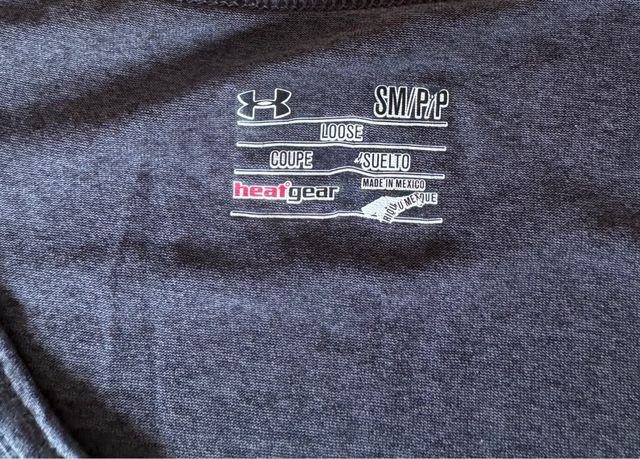 SM/P/P
LOOSE
COUPE SUELTO
heatgear MADE IN MEXICO